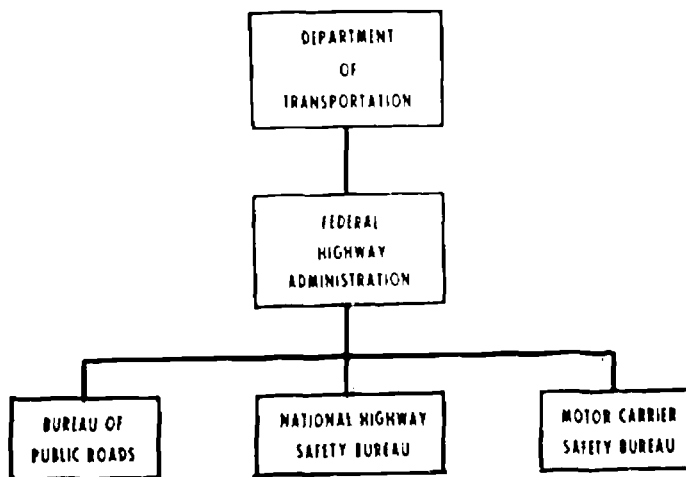 DEPARTMENT
OF
TRANSPORTATION
FEDERAL
HIGHWAY
ADMINISTRATION
BUREAU OF
PUBLIC ROADS
NATIONAL HIGHWAY
SAFETY BUREAU
MOTOR CARRIER
SAFETY BUREAU